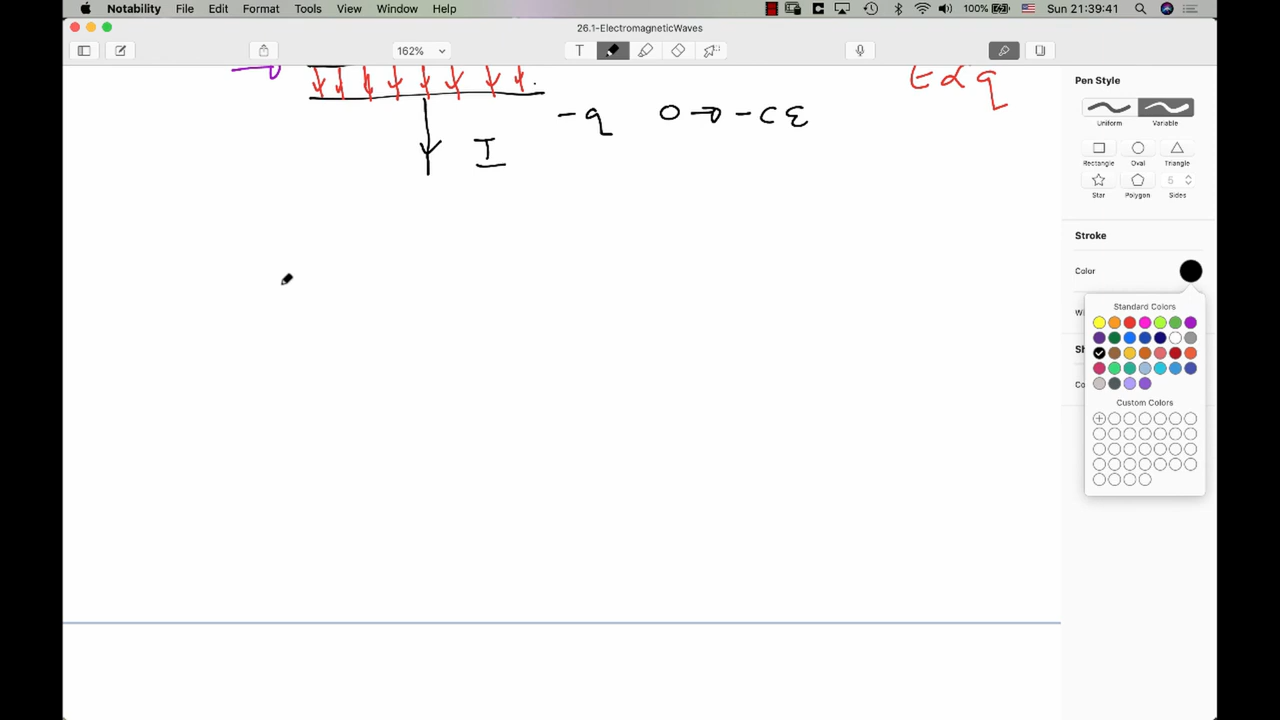 Notability File Edit Format Tools View Window Help 100% Sun 21:39:41
26.1-ElectromagneticWaves
162% T
Pen Style
E ∝ q
Uniform Variable
-q 0 → -Cℰ
Rectangle Oval Triangle
I
5
Star Polygon Sides
Stroke
Color
Standard Colors
Custom Colors